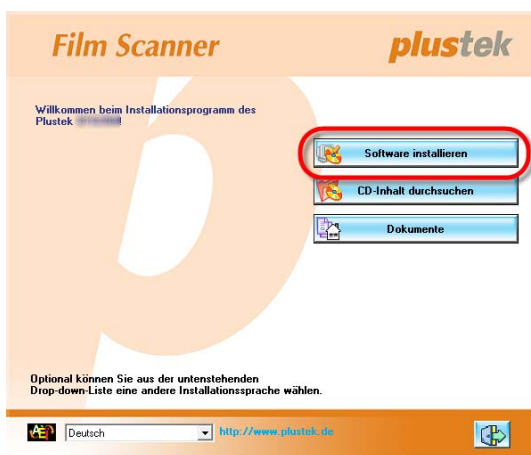 Film Scanner
plustek
Willkommen beim Installationsprogramm des
Plustek
Software installieren
CD-Inhalt durchsuchen
Dokumente
Optional können Sie aus der untenstehenden
Drop-down-Liste eine andere Installationssprache wählen.
Deutsch
http://www.plustek.de